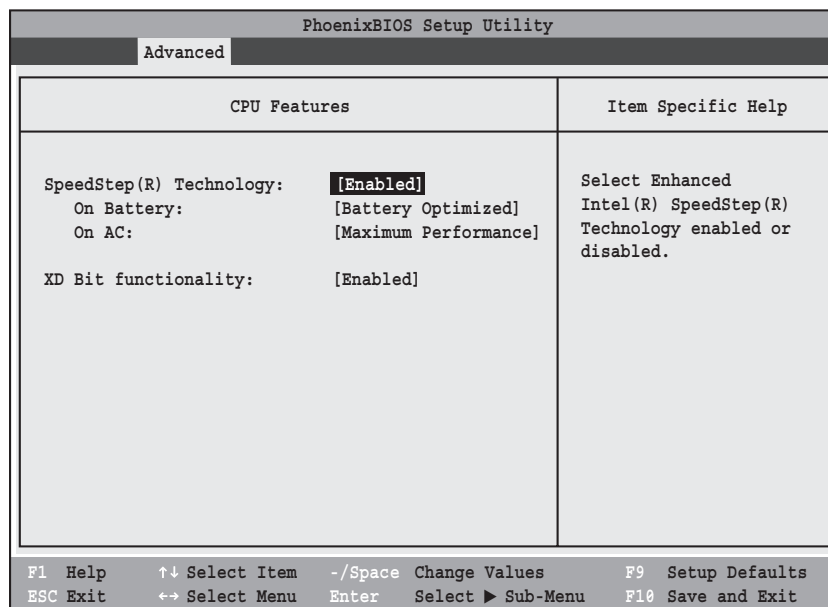 PhoenixBIOS Setup Utility
Advanced
CPU Features
Item Specific Help
SpeedStep(R) Technology: [Enabled]
On Battery: [Battery Optimized]
On AC: [Maximum Performance]
XD Bit functionality: [Enabled]
Select Enhanced
Intel(R) SpeedStep(R)
Technology enabled or
disabled.
F1 Help ↑↓ Select Item -/Space Change Values F9 Setup Defaults
ESC Exit ←→ Select Menu Enter Select ▶ Sub-Menu F10 Save and Exit